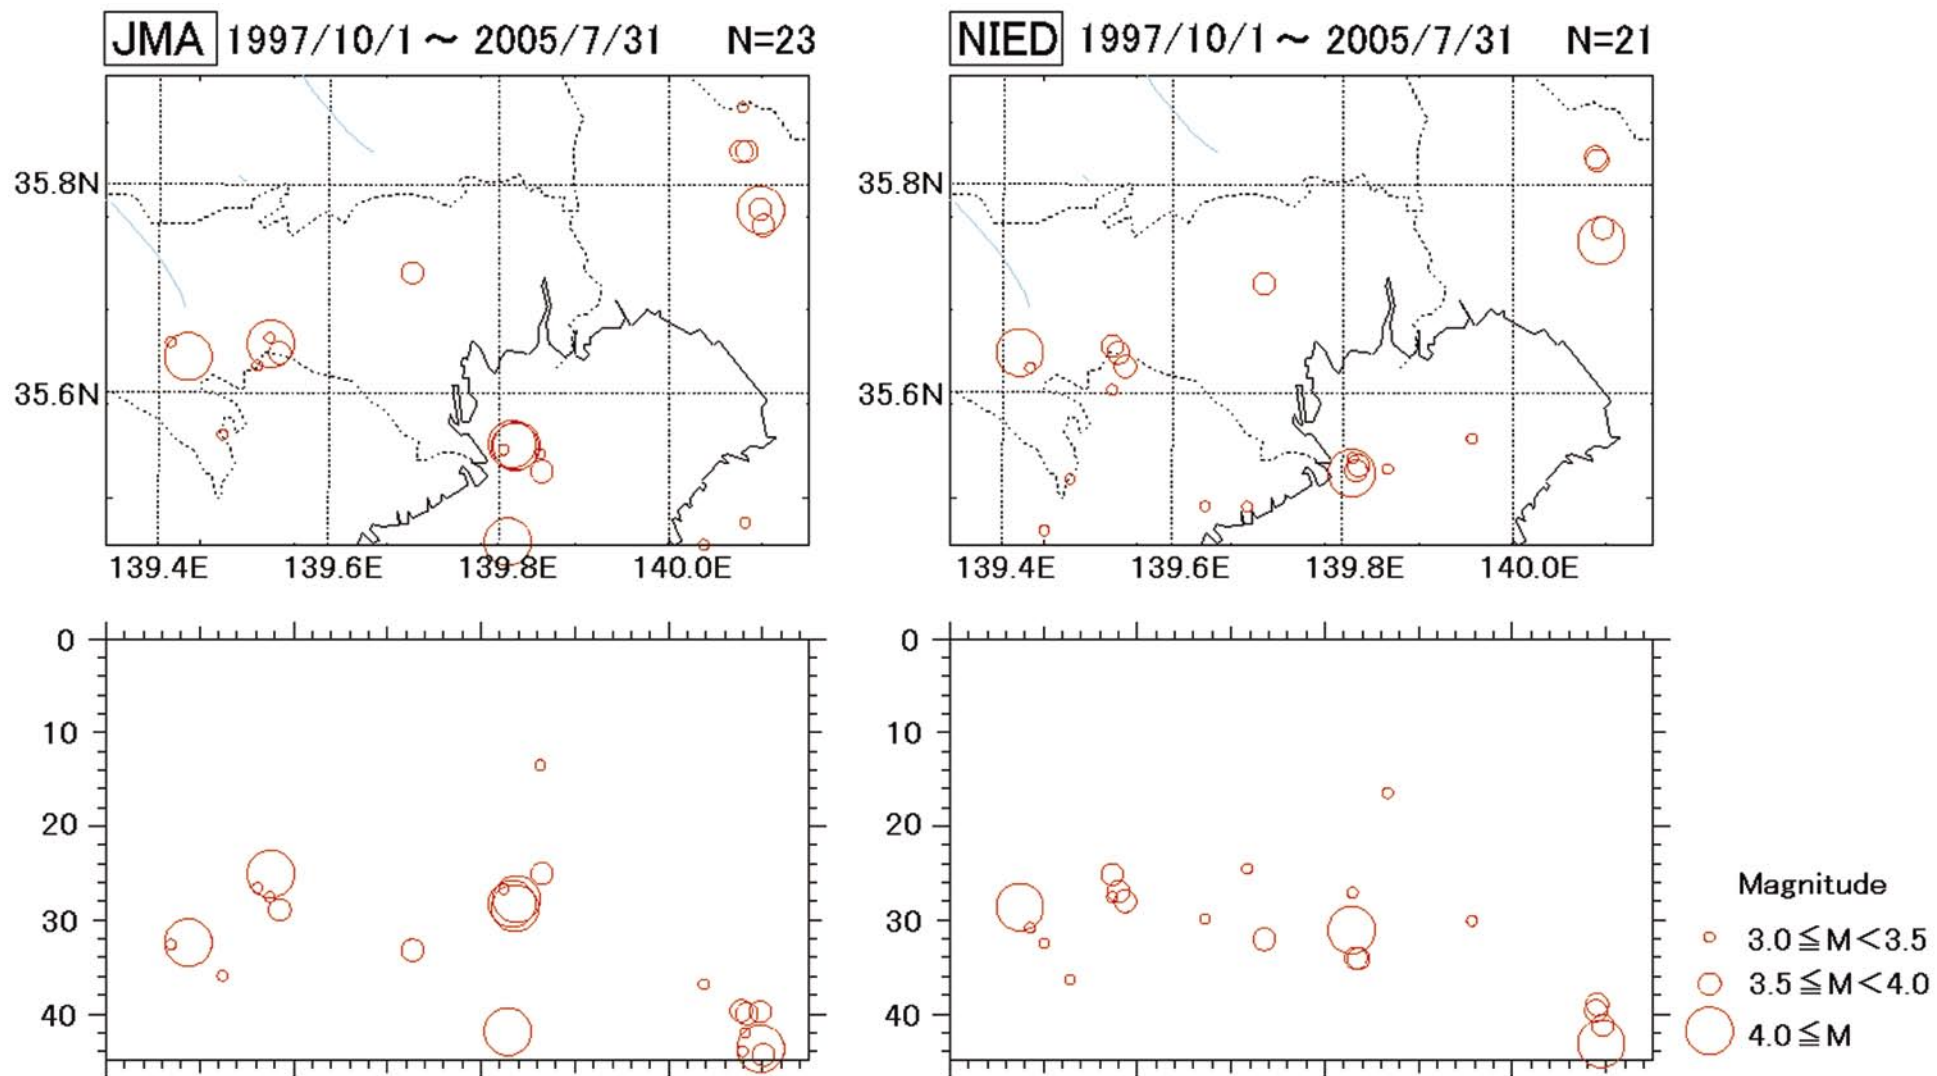 JMA 1997/10/1～2005/7/31 N=23
NIED 1997/10/1～2005/7/31 N=21
35.8N
35.6N
139.4E 139.6E 139.8E 140.0E
35.8N
35.6N
139.4E 139.6E 139.8E 140.0E
0
10
20
30
40
0
10
20
30
40
Magnitude
3.0≦M<3.5
3.5≦M<4.0
4.0≦M